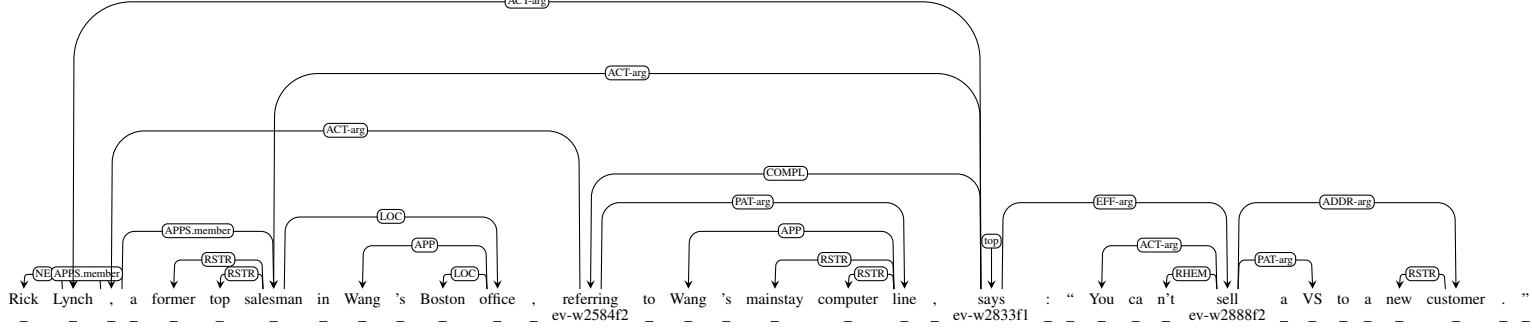 ACT-arg
ACT-arg
ACT-arg
COMPL
PAT-arg EFF-arg ADDR-arg
LOC
APPS.member APP top
APP ACT-arg
RSTR RSTR PAT-arg
NE APPS.member RSTR LOC RSTR RHEM RSTR
Rick Lynch , a former top salesman in Wang 's Boston office , referring to Wang 's mainstay computer line , says : “ You ca n’t sell a VS to a new customer . ”
_ _ _ _ _ _ _ _ _ _ _ _ _ ev-w2584f2 _ _ _ _ _ _ _ ev-w2833f1 _ _ _ _ _ ev-w2888f2 _ _ _ _ _ _ _ _